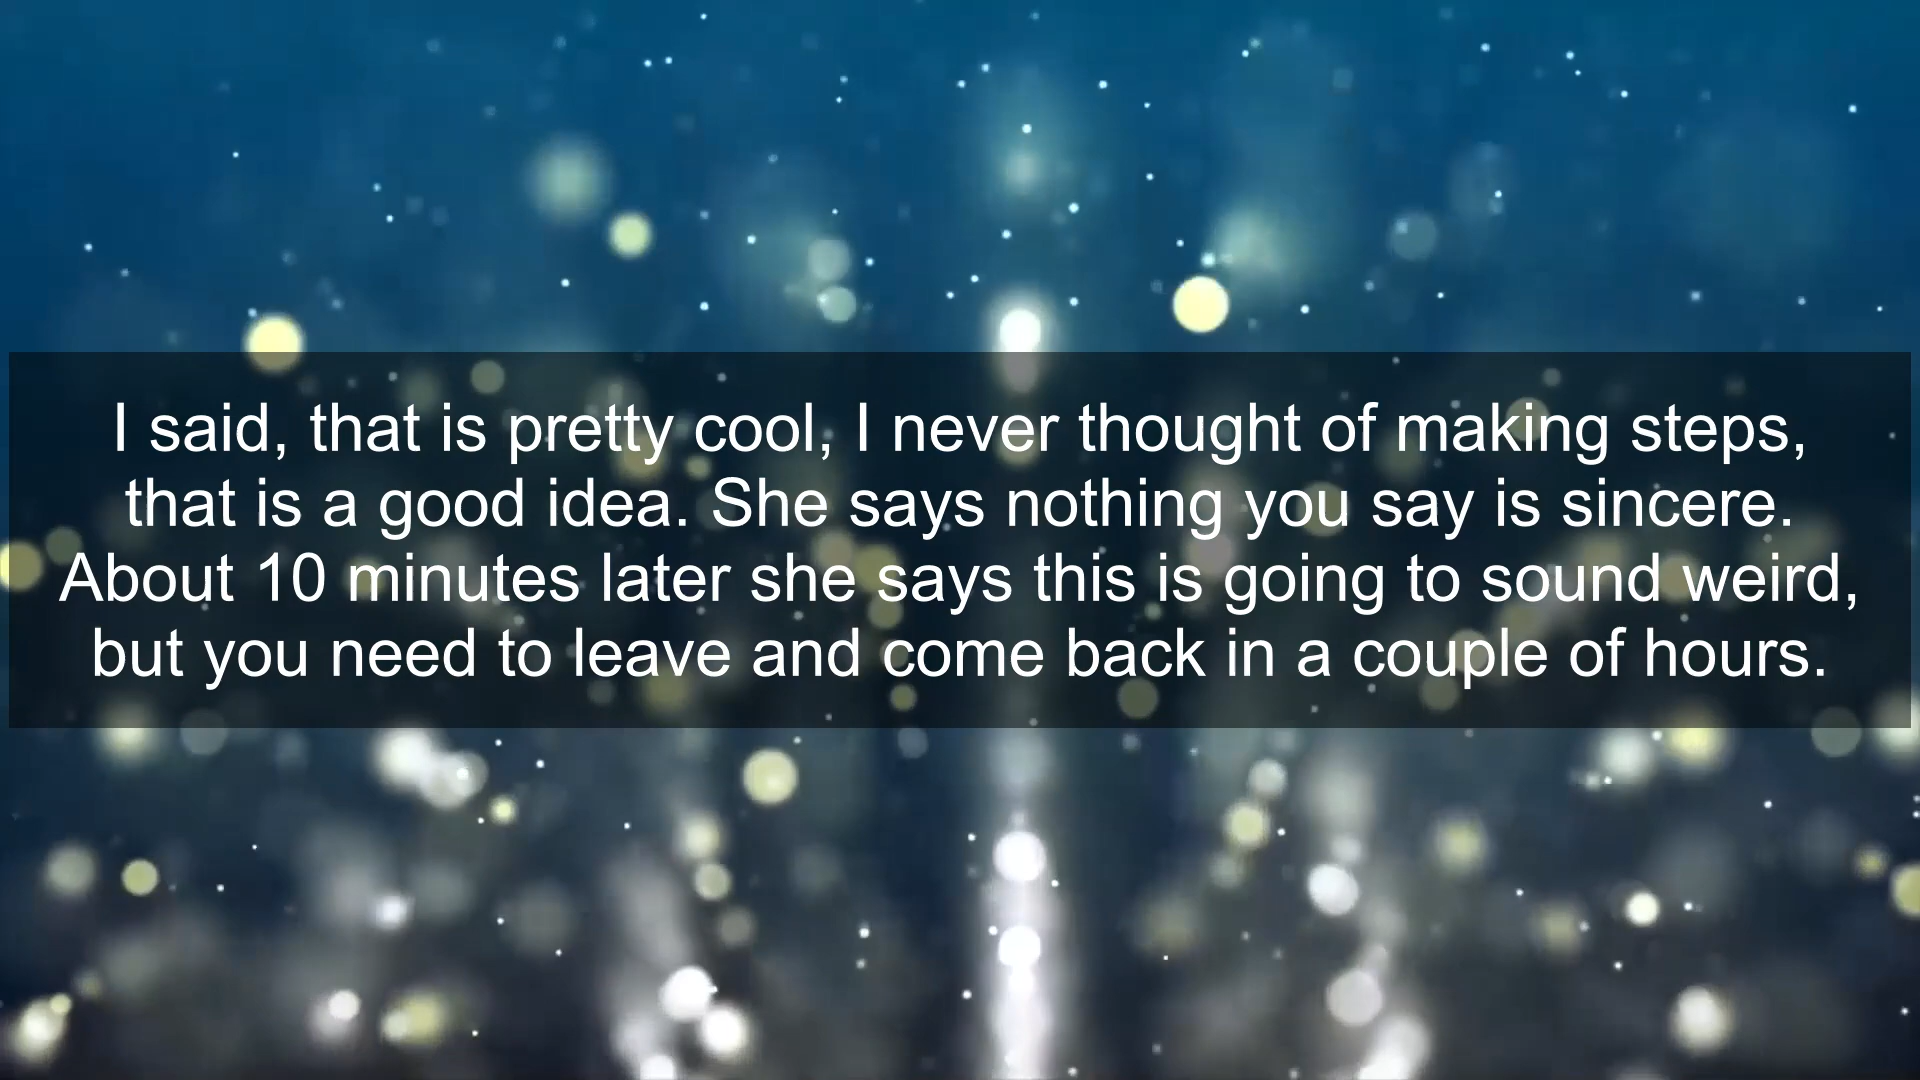 I said, that is pretty cool, I never thought of making steps,
that is a good idea. She says nothing you say is sincere.
About 10 minutes later she says this is going to sound weird,
but you need to leave and come back in a couple of hours.